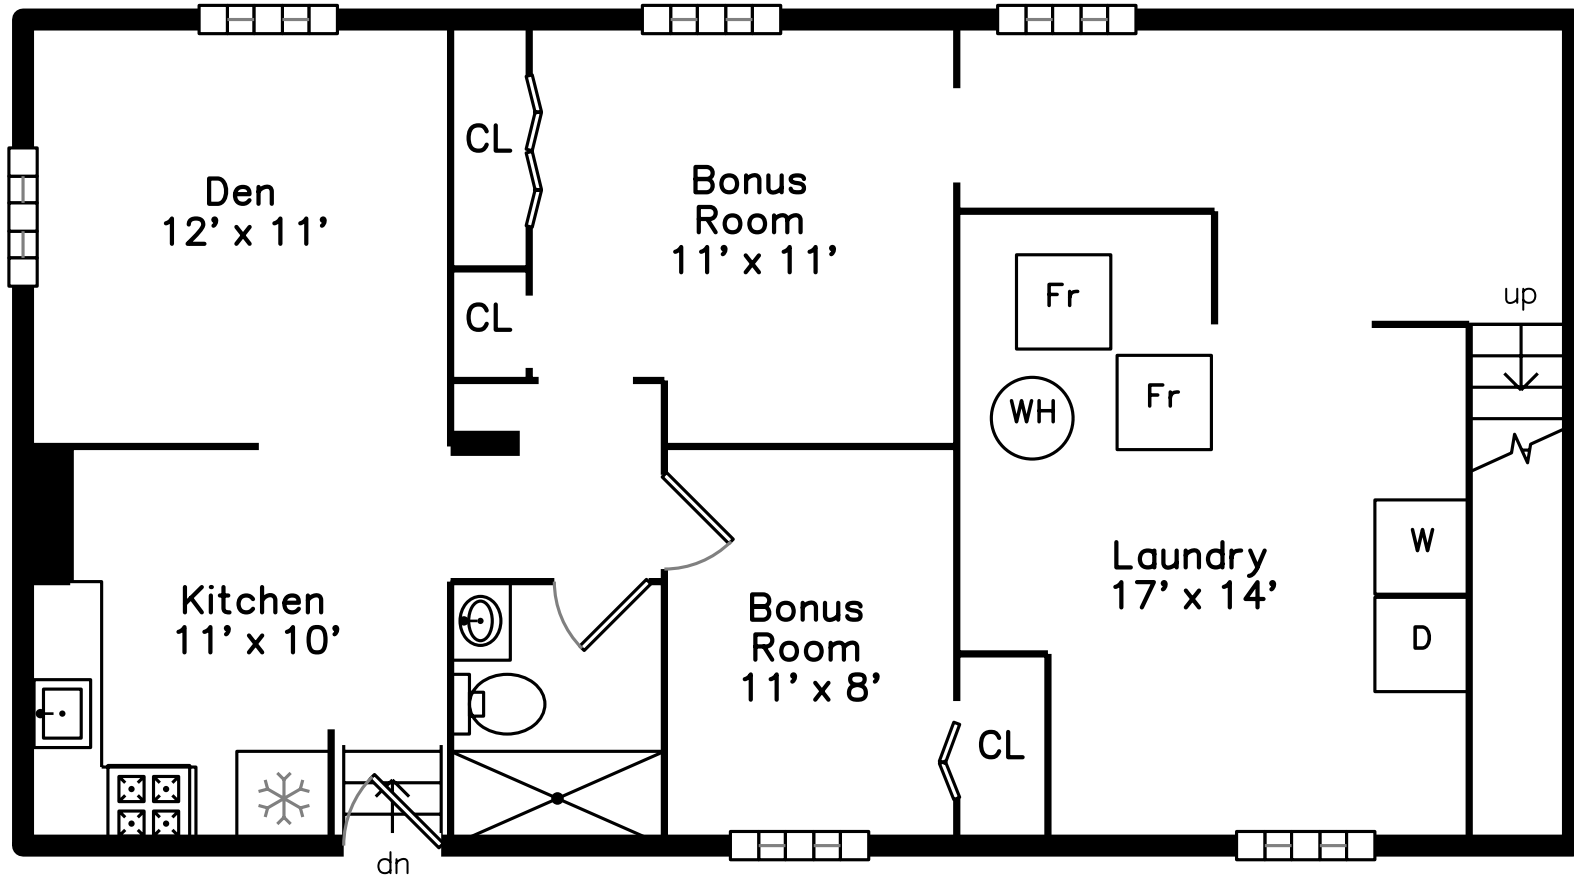 CL
Den
12' x 11'
Bonus
Room
11' x 11'
CL
Fr
up
Fr
WH
Kitchen
11' x 10'
Bonus
Room
11' x 8'
Laundry
17' x 14'
W
D
CL
dn